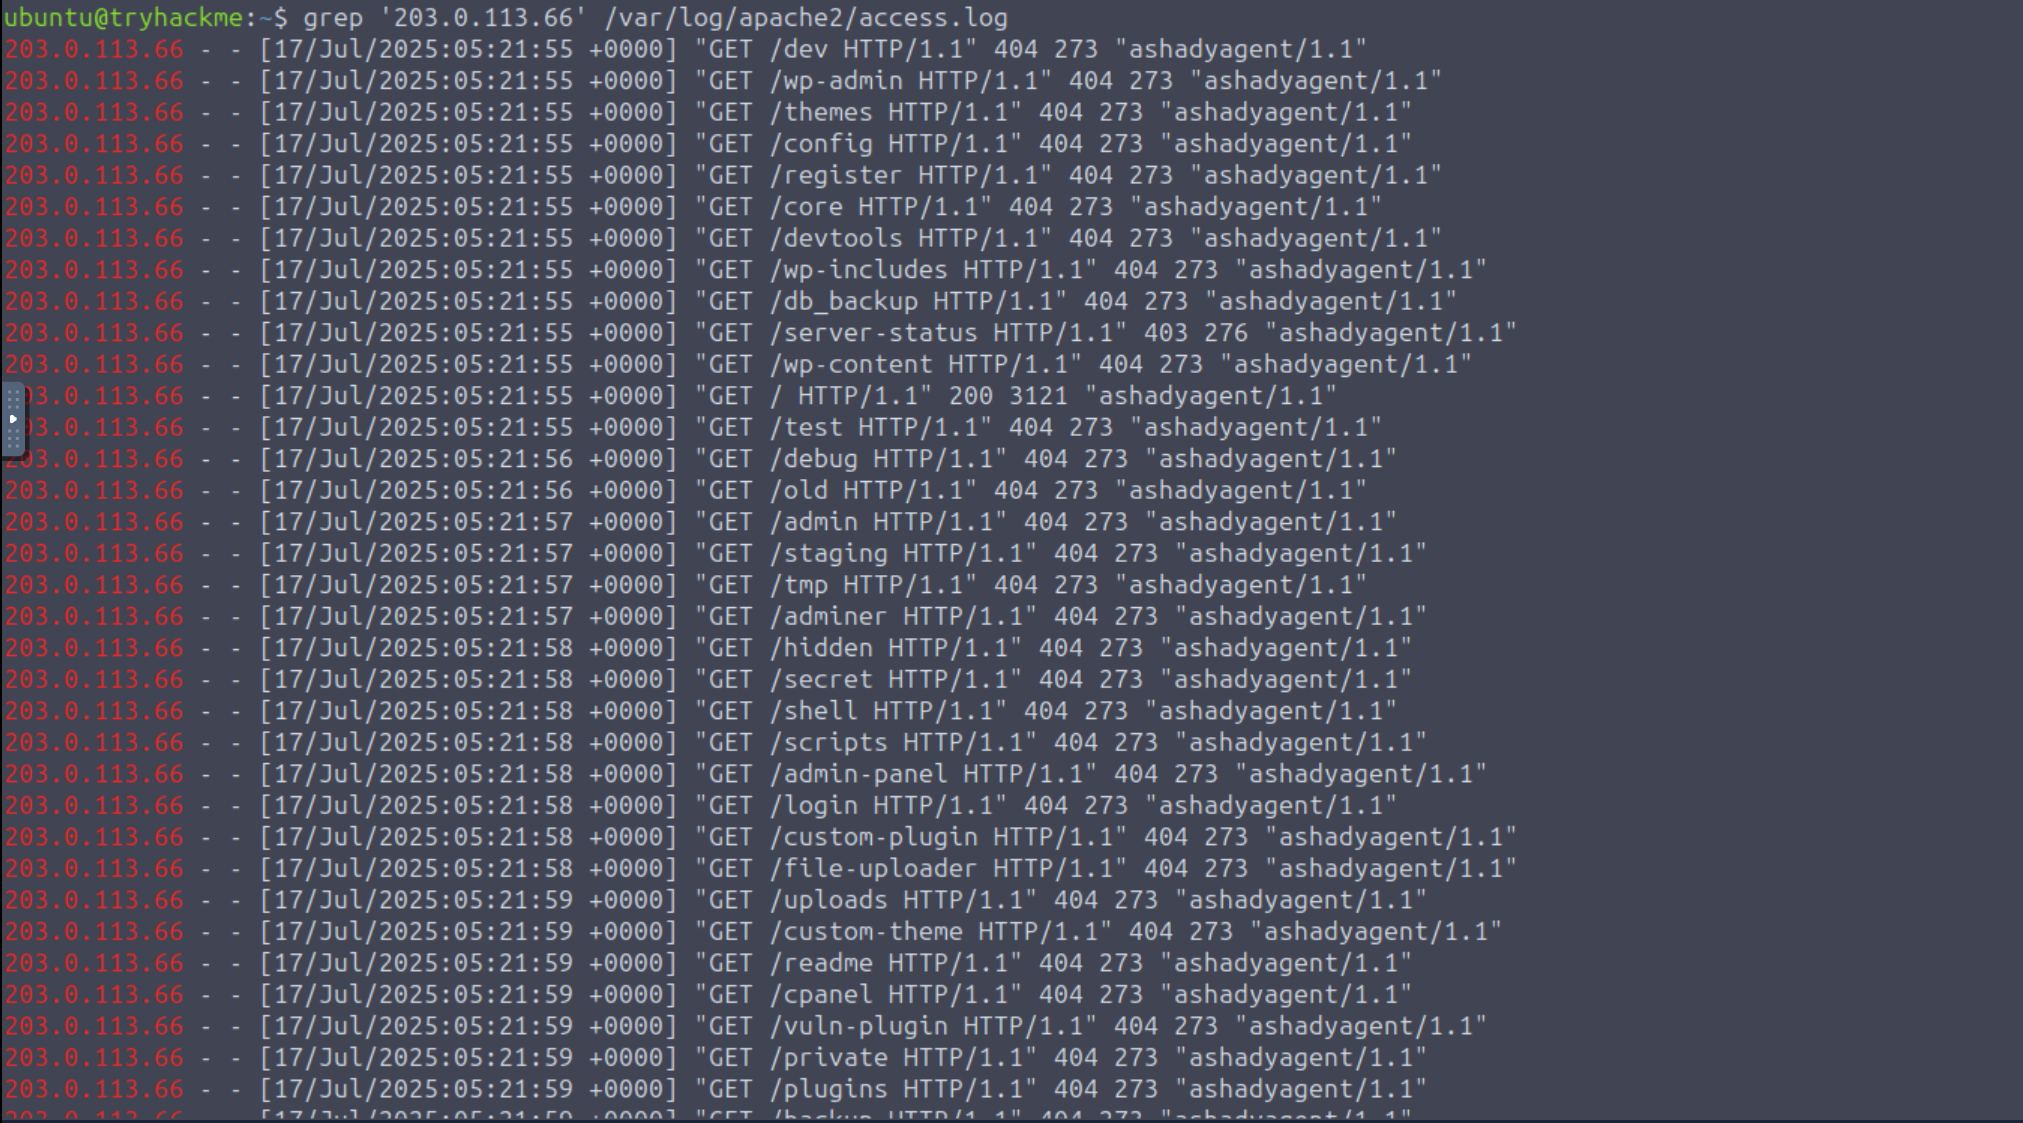 ubuntu@tryhackme:~$ grep '203.0.113.66' /var/log/apache2/access.log
203.0.113.66 - - [17/Jul/2025:05:21:55 +0000] "GET /dev HTTP/1.1" 404 273 "ashadyagent/1.1"
203.0.113.66 - - [17/Jul/2025:05:21:55 +0000] "GET /wp-admin HTTP/1.1" 404 273 "ashadyagent/1.1"
203.0.113.66 - - [17/Jul/2025:05:21:55 +0000] "GET /themes HTTP/1.1" 404 273 "ashadyagent/1.1"
203.0.113.66 - - [17/Jul/2025:05:21:55 +0000] "GET /config HTTP/1.1" 404 273 "ashadyagent/1.1"
203.0.113.66 - - [17/Jul/2025:05:21:55 +0000] "GET /register HTTP/1.1" 404 273 "ashadyagent/1.1"
203.0.113.66 - - [17/Jul/2025:05:21:55 +0000] "GET /core HTTP/1.1" 404 273 "ashadyagent/1.1"
203.0.113.66 - - [17/Jul/2025:05:21:55 +0000] "GET /devtools HTTP/1.1" 404 273 "ashadyagent/1.1"
203.0.113.66 - - [17/Jul/2025:05:21:55 +0000] "GET /wp-includes HTTP/1.1" 404 273 "ashadyagent/1.1"
203.0.113.66 - - [17/Jul/2025:05:21:55 +0000] "GET /db_backup HTTP/1.1" 404 273 "ashadyagent/1.1"
203.0.113.66 - - [17/Jul/2025:05:21:55 +0000] "GET /server-status HTTP/1.1" 403 276 "ashadyagent/1.1"
203.0.113.66 - - [17/Jul/2025:05:21:55 +0000] "GET /wp-content HTTP/1.1" 404 273 "ashadyagent/1.1"
03.0.113.66 - - [17/Jul/2025:05:21:55 +0000] "GET / HTTP/1.1" 200 3121 "ashadyagent/1.1"
03.0.113.66 - - [17/Jul/2025:05:21:55 +0000] "GET /test HTTP/1.1" 404 273 "ashadyagent/1.1"
203.0.113.66 - - [17/Jul/2025:05:21:56 +0000] "GET /debug HTTP/1.1" 404 273 "ashadyagent/1.1"
203.0.113.66 - - [17/Jul/2025:05:21:56 +0000] "GET /old HTTP/1.1" 404 273 "ashadyagent/1.1"
203.0.113.66 - - [17/Jul/2025:05:21:57 +0000] "GET /admin HTTP/1.1" 404 273 "ashadyagent/1.1"
203.0.113.66 - - [17/Jul/2025:05:21:57 +0000] "GET /staging HTTP/1.1" 404 273 "ashadyagent/1.1"
203.0.113.66 - - [17/Jul/2025:05:21:57 +0000] "GET /tmp HTTP/1.1" 404 273 "ashadyagent/1.1"
203.0.113.66 - - [17/Jul/2025:05:21:57 +0000] "GET /adminer HTTP/1.1" 404 273 "ashadyagent/1.1"
203.0.113.66 - - [17/Jul/2025:05:21:58 +0000] "GET /hidden HTTP/1.1" 404 273 "ashadyagent/1.1"
203.0.113.66 - - [17/Jul/2025:05:21:58 +0000] "GET /secret HTTP/1.1" 404 273 "ashadyagent/1.1"
203.0.113.66 - - [17/Jul/2025:05:21:58 +0000] "GET /shell HTTP/1.1" 404 273 "ashadyagent/1.1"
203.0.113.66 - - [17/Jul/2025:05:21:58 +0000] "GET /scripts HTTP/1.1" 404 273 "ashadyagent/1.1"
203.0.113.66 - - [17/Jul/2025:05:21:58 +0000] "GET /admin-panel HTTP/1.1" 404 273 "ashadyagent/1.1"
203.0.113.66 - - [17/Jul/2025:05:21:58 +0000] "GET /login HTTP/1.1" 404 273 "ashadyagent/1.1"
203.0.113.66 - - [17/Jul/2025:05:21:58 +0000] "GET /custom-plugin HTTP/1.1" 404 273 "ashadyagent/1.1"
203.0.113.66 - - [17/Jul/2025:05:21:58 +0000] "GET /file-uploader HTTP/1.1" 404 273 "ashadyagent/1.1"
203.0.113.66 - - [17/Jul/2025:05:21:59 +0000] "GET /uploads HTTP/1.1" 404 273 "ashadyagent/1.1"
203.0.113.66 - - [17/Jul/2025:05:21:59 +0000] "GET /custom-theme HTTP/1.1" 404 273 "ashadyagent/1.1"
203.0.113.66 - - [17/Jul/2025:05:21:59 +0000] "GET /readme HTTP/1.1" 404 273 "ashadyagent/1.1"
203.0.113.66 - - [17/Jul/2025:05:21:59 +0000] "GET /cpanel HTTP/1.1" 404 273 "ashadyagent/1.1"
203.0.113.66 - - [17/Jul/2025:05:21:59 +0000] "GET /vuln-plugin HTTP/1.1" 404 273 "ashadyagent/1.1"
203.0.113.66 - - [17/Jul/2025:05:21:59 +0000] "GET /private HTTP/1.1" 404 273 "ashadyagent/1.1"
203.0.113.66 - - [17/Jul/2025:05:21:59 +0000] "GET /plugins HTTP/1.1" 404 273 "ashadyagent/1.1"